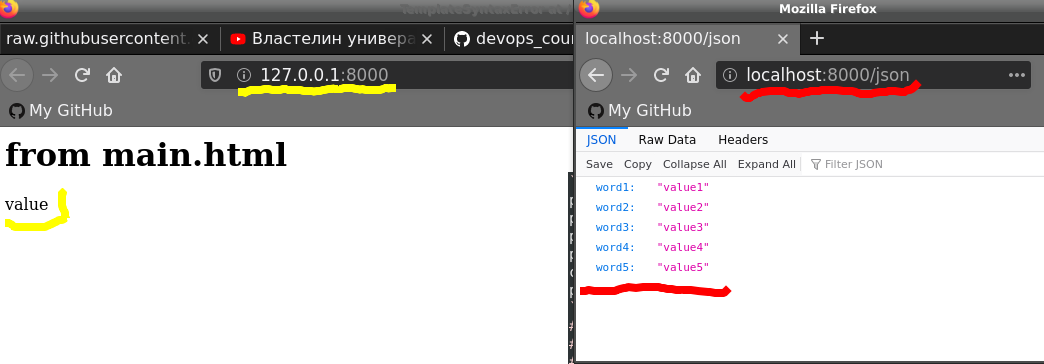 TemplateSyntaxError at /
raw.githubusercontent.
Властелин универа
devops_cour
127.0.0.1:8000
My GitHub
from main.html
value
Mozilla Firefox
localhost:8000/json
localhost:8000/json
My GitHub
JSON Raw Data Headers
Save Copy Collapse All Expand All Filter JSON
word1: "value1"
word2: "value2"
word3: "value3"
word4: "value4"
word5: "value5"